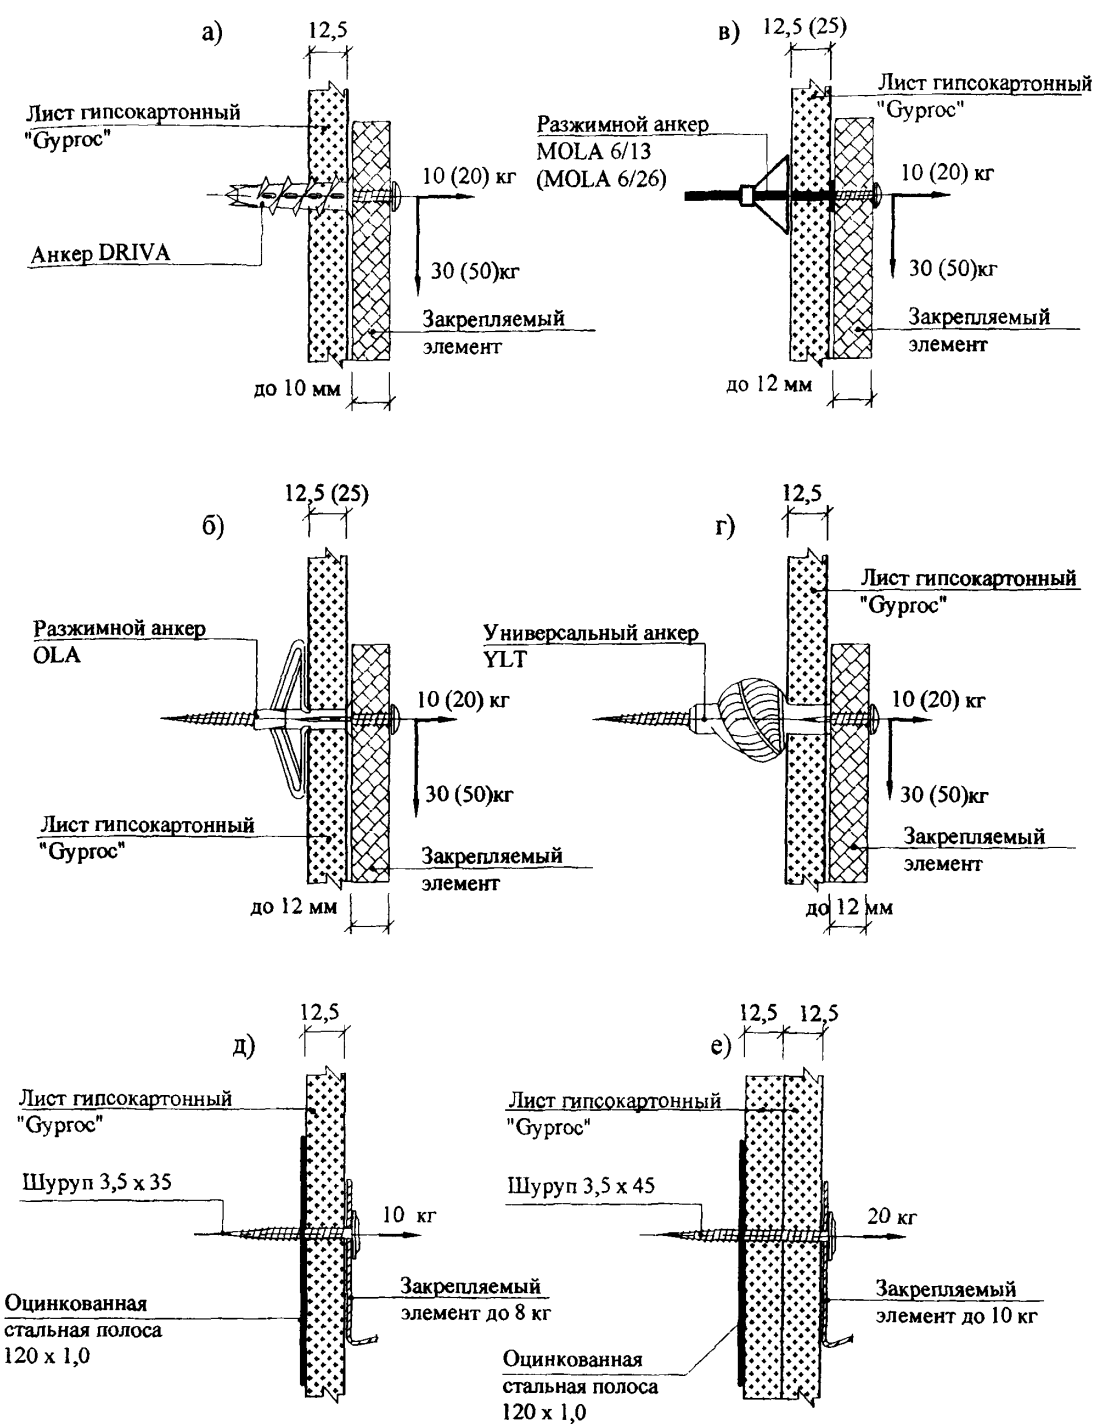 а)
12,5
Лист гипсокартонный
"Gyproc"
10 (20) кг
Анкер DRIVA
30 (50)кг
Закрепляемый
элемент
до 10 мм
в)
12,5 (25)
Лист гипсокартонный
"Gyproc"
Разжимной анкер
MOLA 6/13
(MOLA 6/26)
10 (20) кг
30 (50)кг
Закрепляемый
элемент
до 12 мм
б)
12,5 (25)
Разжимной анкер
OLA
10 (20) кг
30 (50)кг
Лист гипсокартонный
"Gyproc"
Закрепляемый
элемент
до 12 мм
г)
12,5
Лист гипсокартонный
"Gyproc"
Универсальный анкер
YLT
10 (20) кг
30 (50)кг
Закрепляемый
элемент
до 12 мм
д)
12,5
Лист гипсокартонный
"Gyproc"
Шуруп 3,5 х 35
10 кг
Закрепляемый
элемент до 8 кг
Оцинкованная
стальная полоса
120 х 1,0
е)
12,5 12,5
Лист гипсокартонный
"Gyproc"
Шуруп 3,5 х 45
20 кг
Закрепляемый
элемент до 10 кг
Оцинкованная
стальная полоса
120 х 1,0